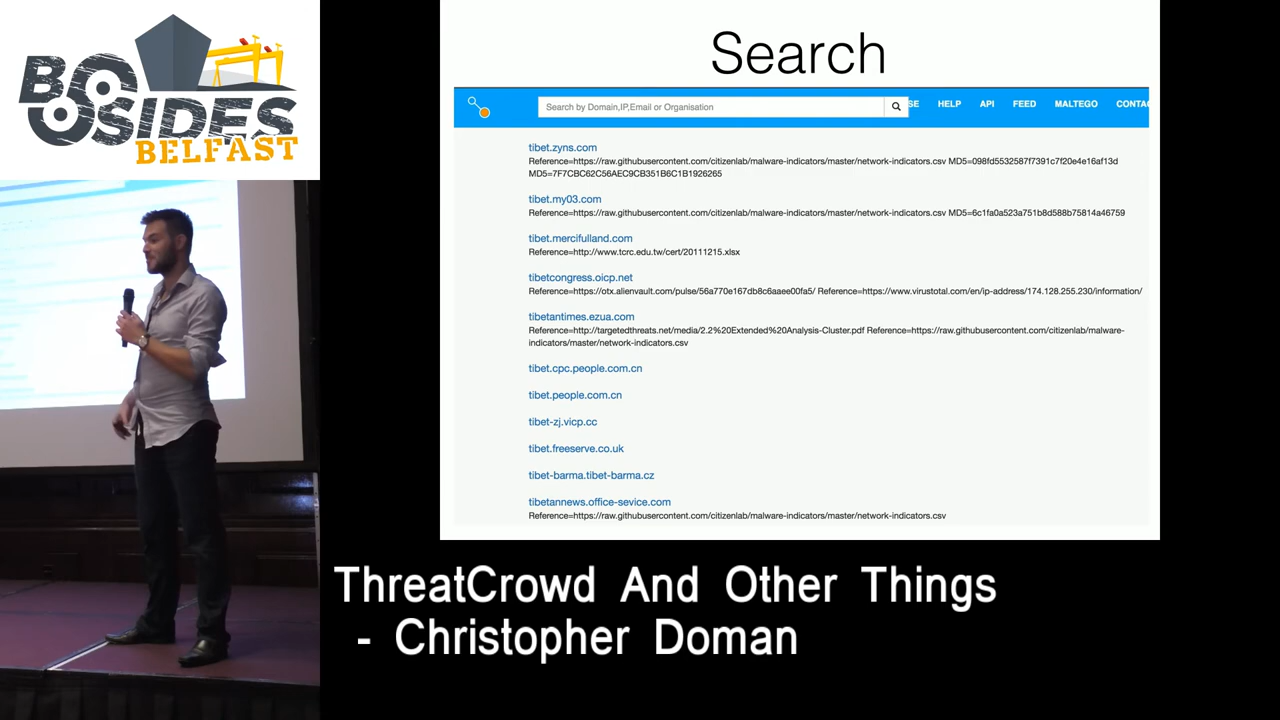 BSIDES
BELFAST
Search
Search by Domain,IP,Email or Organisation
SE HELP API FEED MALTEGO CONTAC
tibet.zyns.com
Reference=https://raw.githubusercontent.com/citizenlab/malware-indicators/master/network-indicators.csv MD5=098fd5532587f7391c7f20e4e16af13d
MD5=7F7CBC62C56AEC9CB351B6C1B1926265
tibet.my03.com
Reference=https://raw.githubusercontent.com/citizenlab/malware-indicators/master/network-indicators.csv MD5=6c1fa0a523a751b8d588b75814a46759
tibet.mercifulland.com
Reference=http://www.tcrc.edu.tw/cert/20111215.xlsx
tibetcongress.oicp.net
Reference=https://otx.alienvault.com/pulse/56a770e167db8c6aaee00fa5/ Reference=https://www.virustotal.com/en/ip-address/174.128.255.230/information/
tibetantimes.ezua.com
Reference=http://targetedthreats.net/media/2.2%20Extended%20Analysis-Cluster.pdf Reference=https://raw.githubusercontent.com/citizenlab/malware-
indicators/master/network-indicators.csv
tibet.cpc.people.com.cn
tibet.people.com.cn
tibet-zj.vicp.cc
tibet.freeserve.co.uk
tibet-barma.tibet-barma.cz
tibetannews.office-sevice.com
Reference=https://raw.githubusercontent.com/citizenlab/malware-indicators/master/network-indicators.csv
ThreatCrowd And Other Things
- Christopher Doman